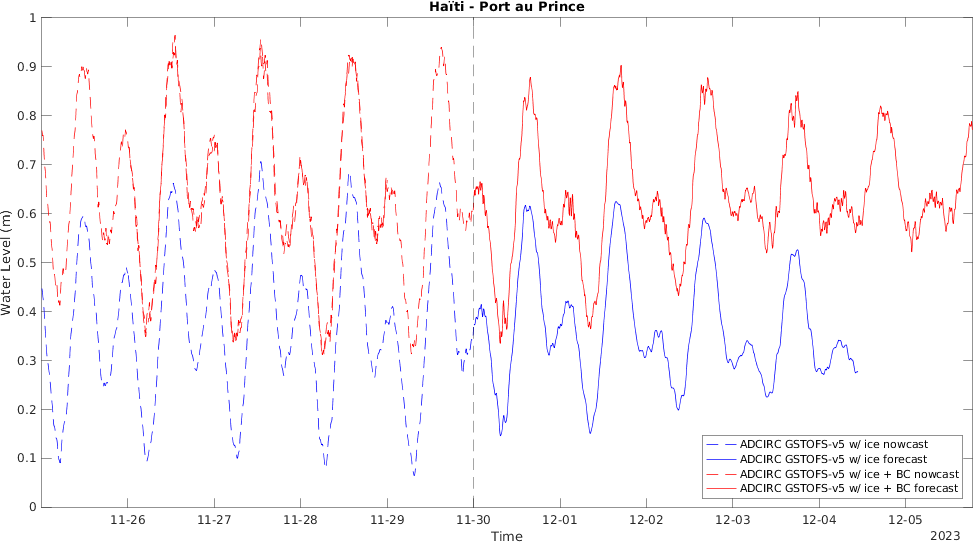 Haïti - Port au Prince
1
0.9
0.8
0.7
0.6
0.5
0.4
0.3
0.2
0.1
0
Water Level (m)
ADCIRC GSTOFS-v5 w/ ice nowcast
ADCIRC GSTOFS-v5 w/ ice forecast
ADCIRC GSTOFS-v5 w/ ice + BC nowcast
ADCIRC GSTOFS-v5 w/ ice + BC forecast
11-26 11-27 11-28 11-29 11-30 12-01 12-02 12-03 12-04 12-05
Time
2023